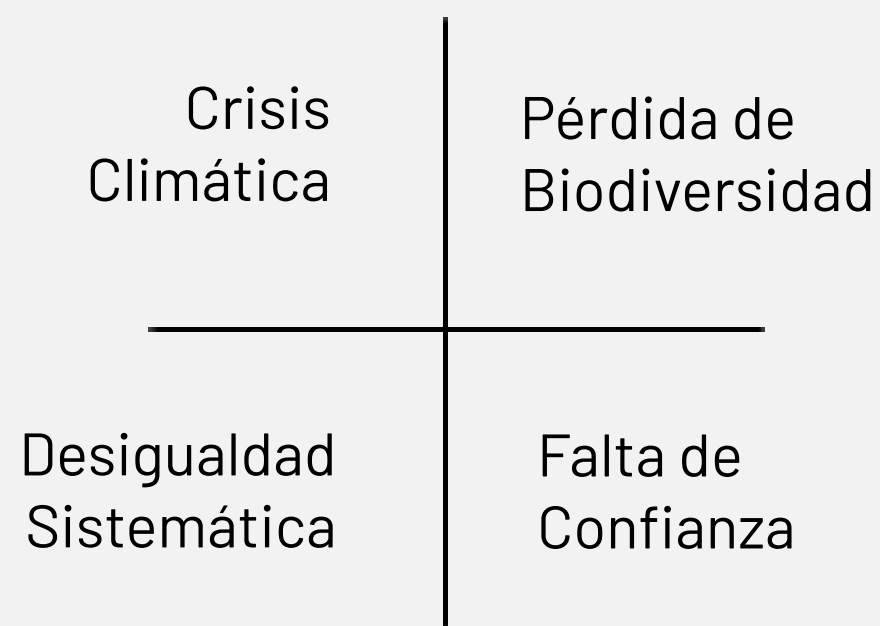 Crisis
Climática
Pérdida de
Biodiversidad
Desigualdad
Sistemática
Falta de
Confianza